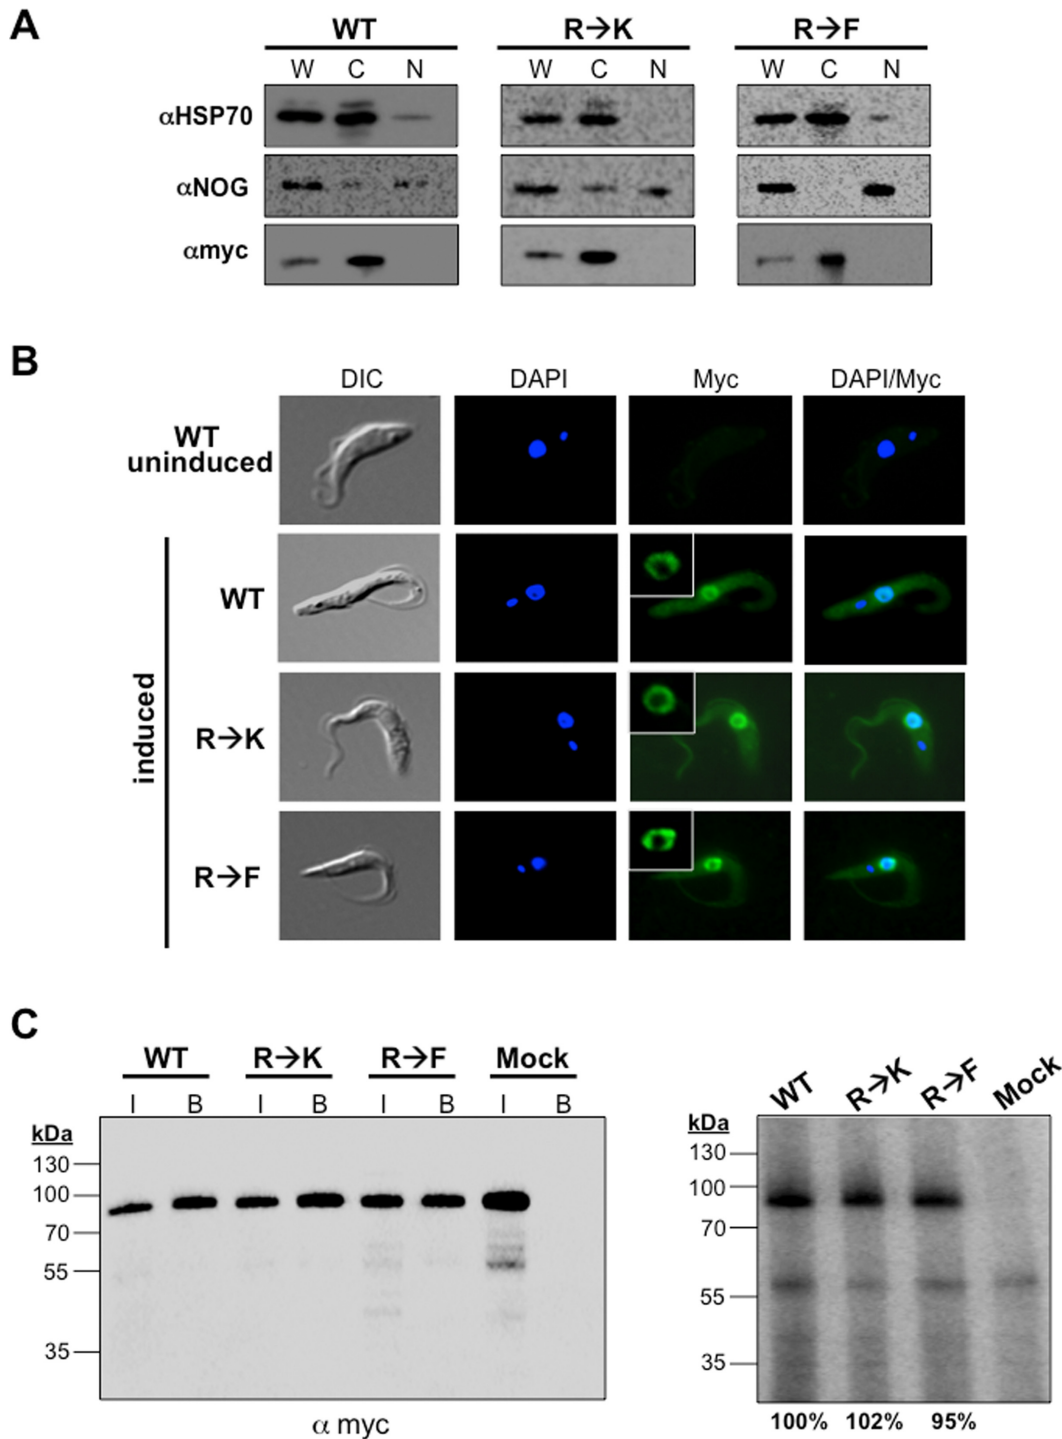 A
WT R→K R→F
W C N W C N W C N
αHSP70
αNOG
αmyc
B
DIC DAPI Myc DAPI/Myc
WT
uninduced
induced
WT
R→K
R→F
C
WT R→K R→F Mock
I B I B I B I B
kDa
130
100
70
55
35
α myc
WT R→K R→F Mock
kDa
130
100
70
55
35
100% 102% 95%